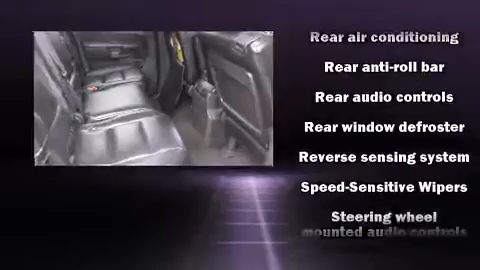 Rear air conditioning
Rear anti-roll bar
Rear audio controls
Rear window defroster
Reverse sensing system
Speed-Sensitive Wipers
Steering wheel
mounted audio controls